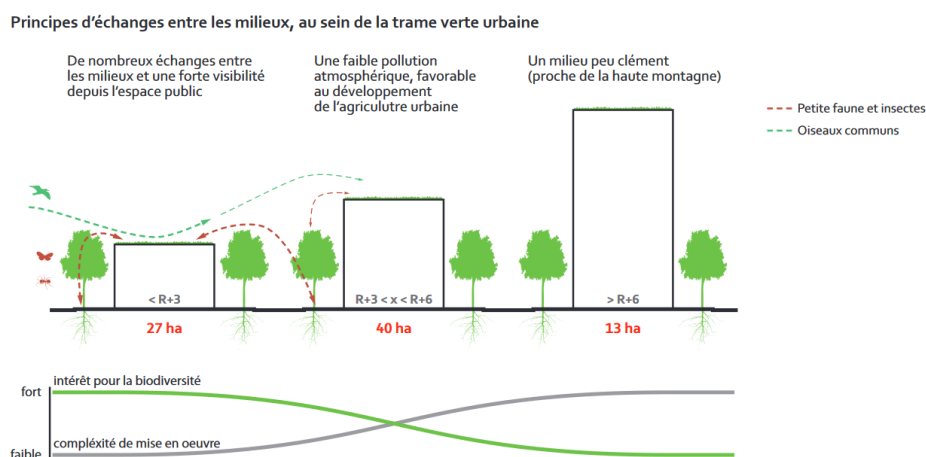 Principes d’échanges entre les milieux, au sein de la trame verte urbaine
De nombreux échanges entre
les milieux et une forte visibilité
depuis l’espace public
Une faible pollution
atmosphérique, favorable
au développement
de l’agriculutre urbaine
Un milieu peu clément
(proche de la haute montagne)
Petite faune et insectes
Oiseaux communs
< R+3
R+3 < x < R+6
> R+6
27 ha
40 ha
13 ha
fort
intérêt pour la biodiversité
compléxité de mise en oeuvre
faible